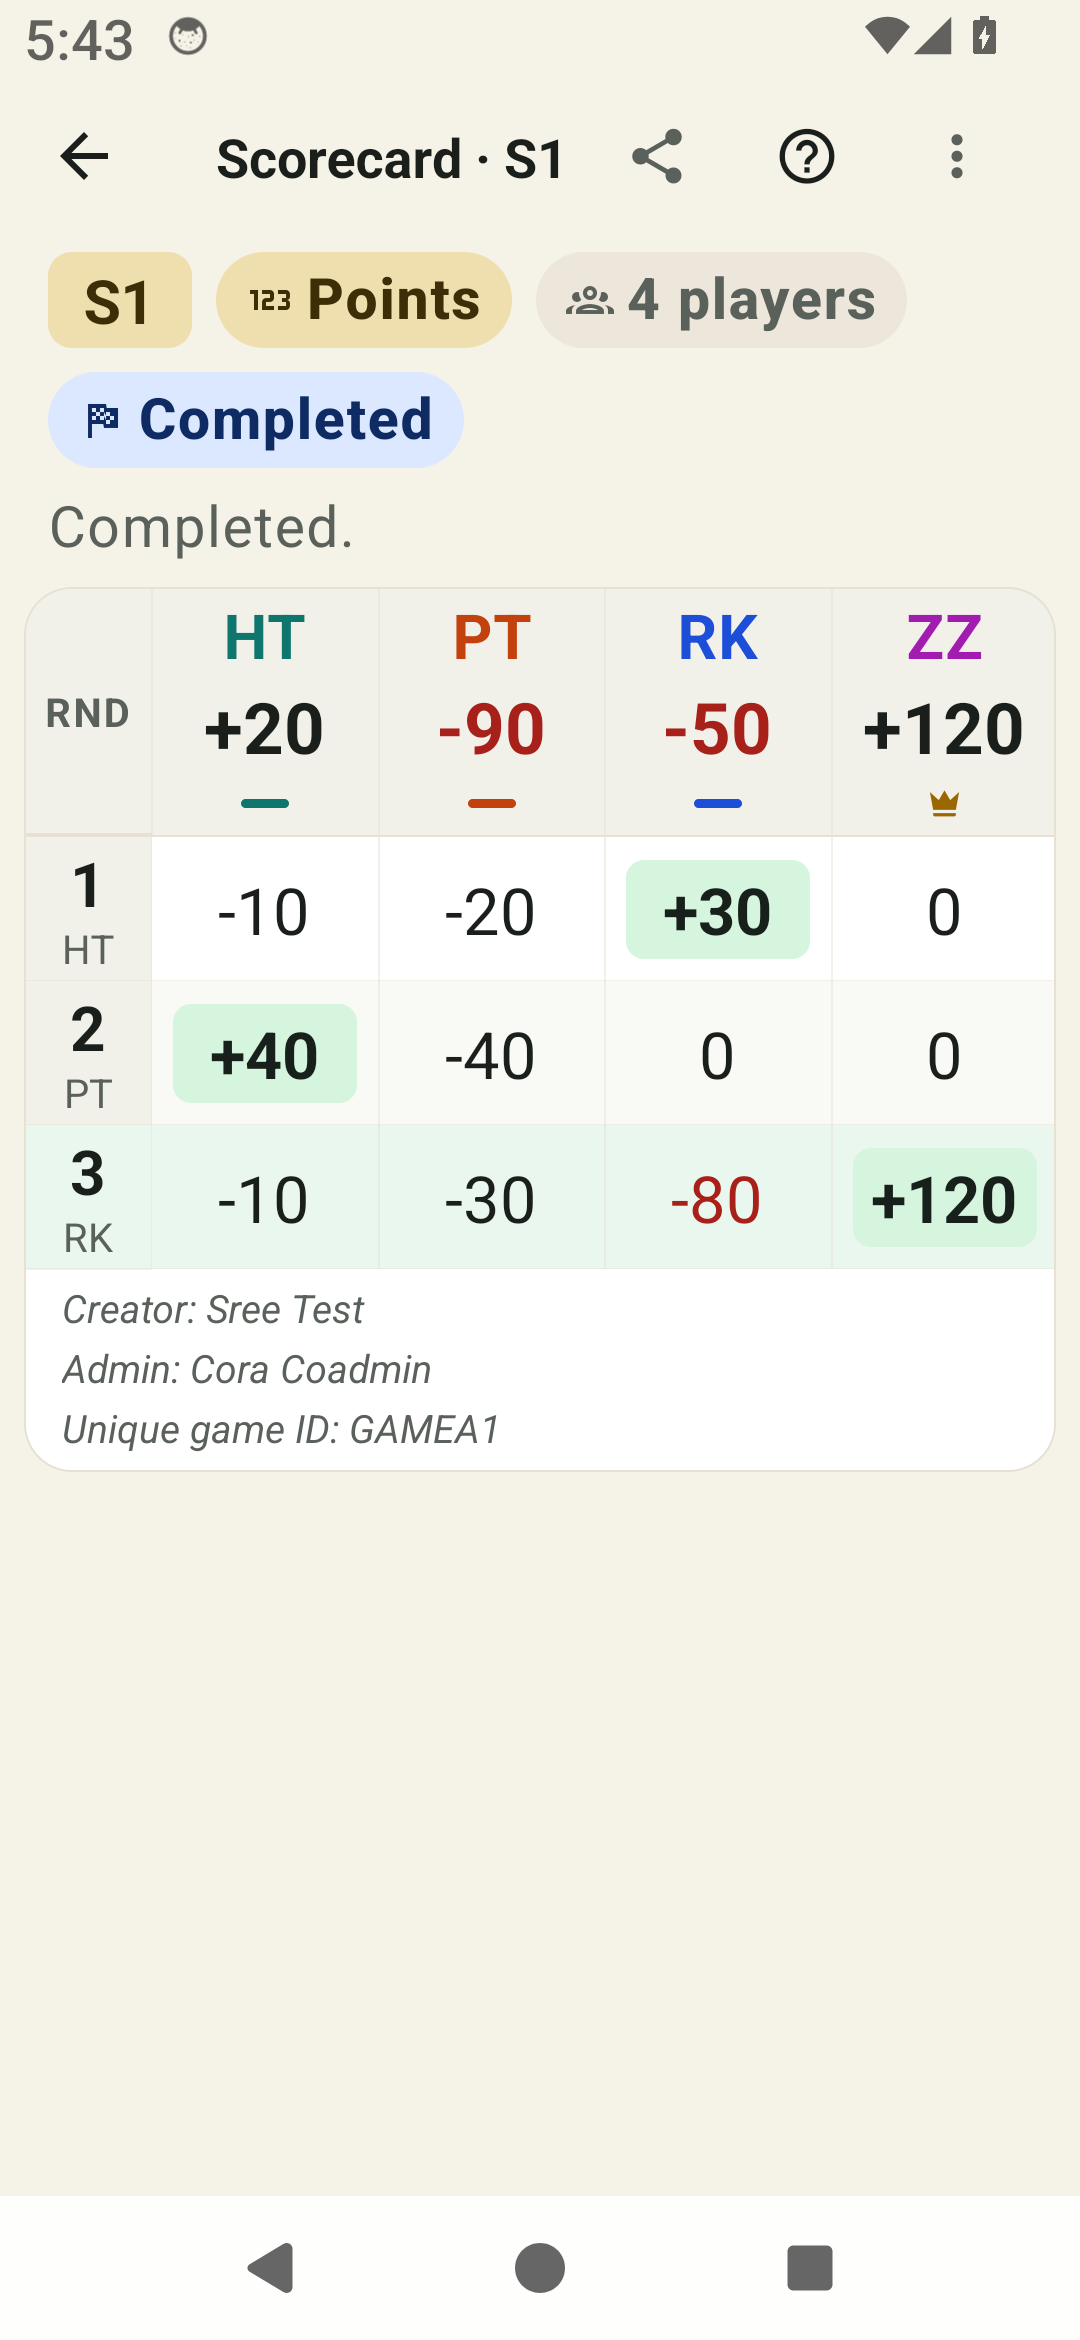 5:43
Scorecard · S1
S1 123 Points 4 players
Completed
Completed.
RND HT PT RK ZZ
+20 -90 -50 +120
1 HT -10 -20 +30 0
2 PT +40 -40 0 0
3 RK -10 -30 -80 +120
Creator: Sree Test
Admin: Cora Coadmin
Unique game ID: GAMEA1